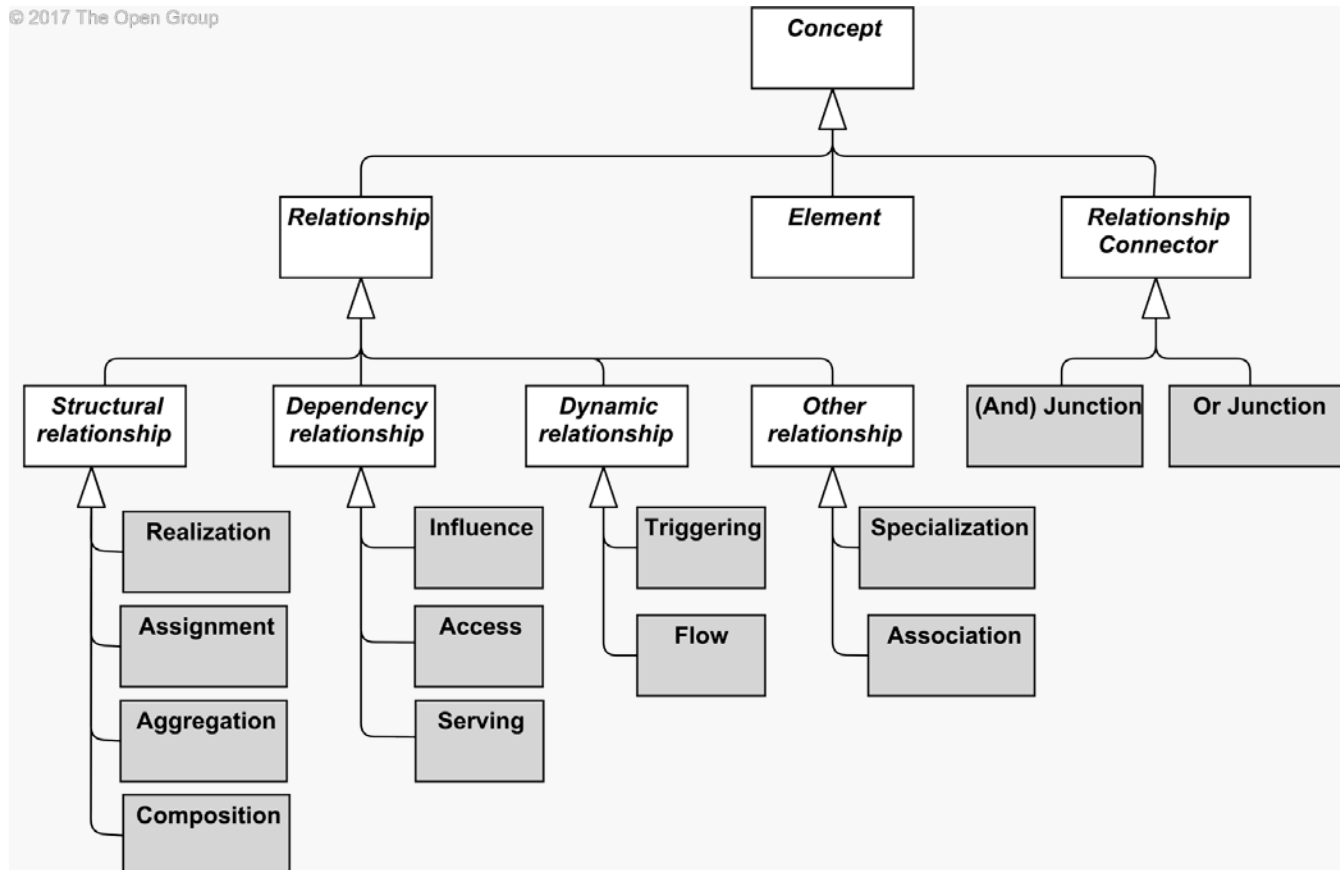 © 2017 The Open Group
Concept
Relationship
Element
Relationship
Connector
Structural
relationship
Dependency
relationship
Dynamic
relationship
Other
relationship
(And) Junction
Or Junction
Realization
Assignment
Aggregation
Composition
Influence
Access
Serving
Triggering
Flow
Specialization
Association